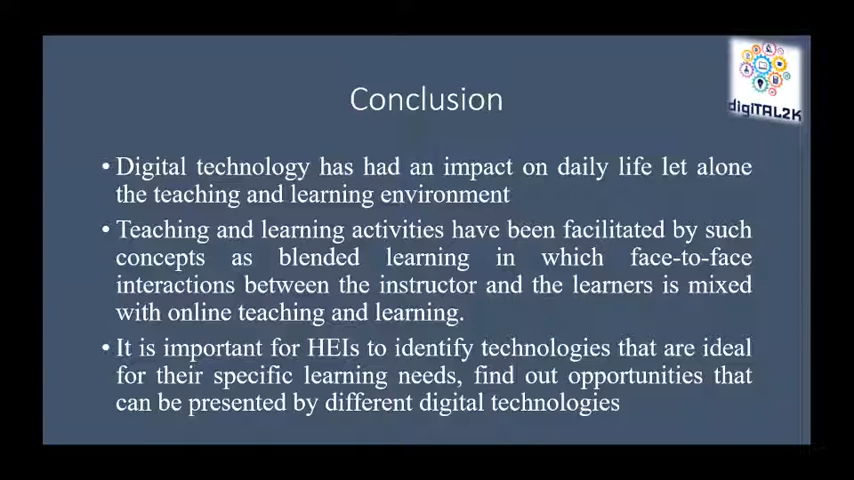 Conclusion
digiTAL2K
• Digital technology has had an impact on daily life let alone
the teaching and learning environment
• Teaching and learning activities have been facilitated by such
concepts as blended learning in which face-to-face
interactions between the instructor and the learners is mixed
with online teaching and learning.
• It is important for HEIs to identify technologies that are ideal
for their specific learning needs, find out opportunities that
can be presented by different digital technologies